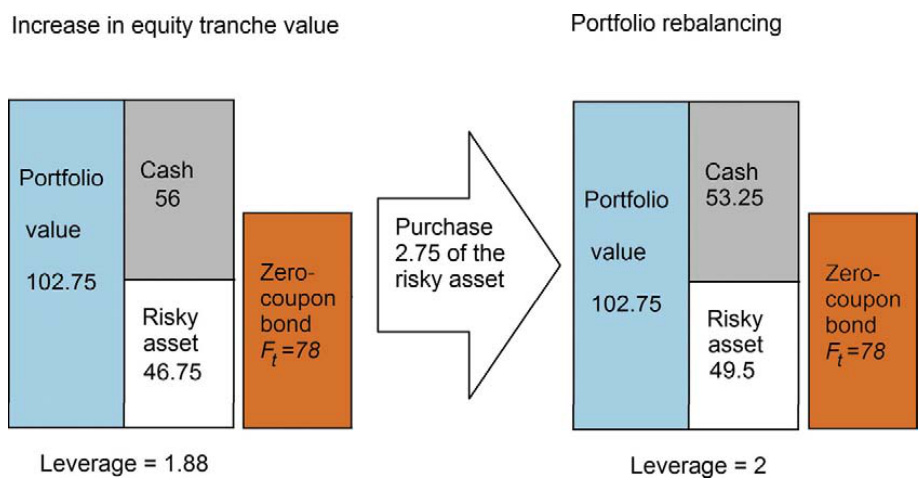 Increase in equity tranche value
Portfolio rebalancing
Portfolio
value
102.75
Cash
56
Risky
asset
46.75
Zero-
coupon
bond
F_t=78
Purchase
2.75 of the
risky asset
Portfolio
value
102.75
Cash
53.25
Risky
asset
49.5
Zero-
coupon
bond
F_t=78
Leverage = 1.88
Leverage = 2